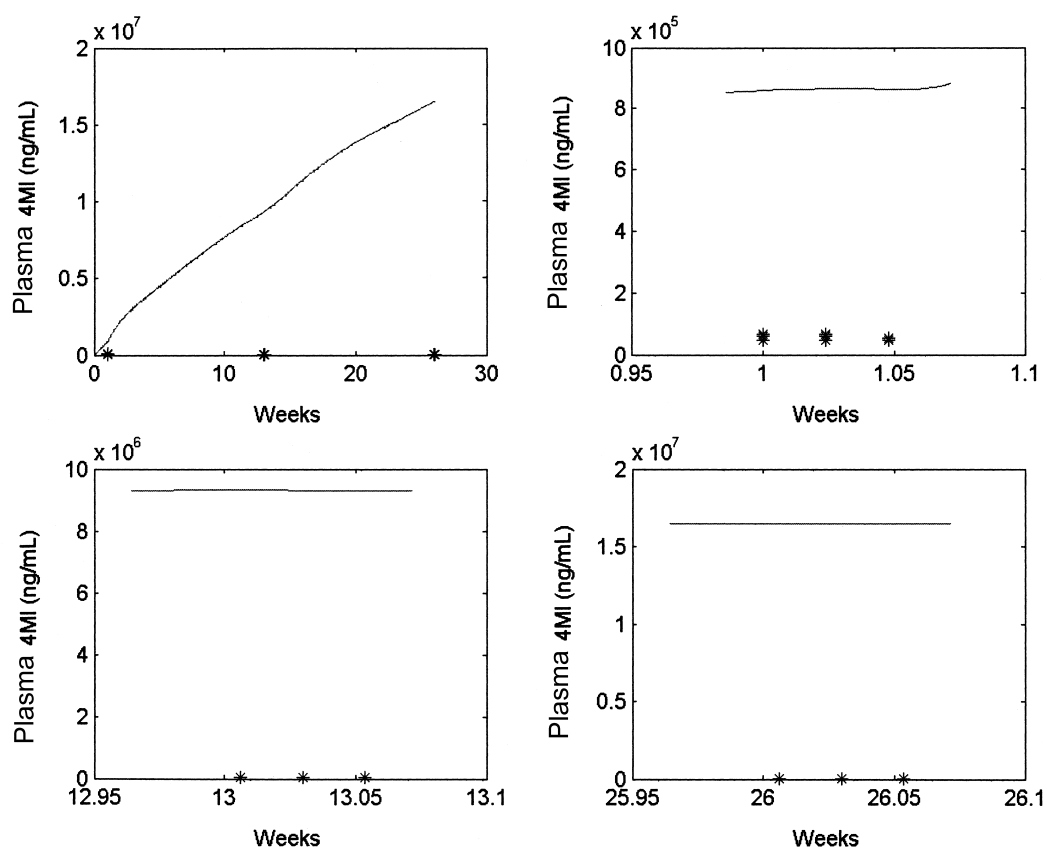 x 10^7
2
1.5
1
0.5
0
0 10 20 30
Plasma 4MI (ng/mL)
Weeks
x 10^5
10
8
6
4
2
0
0.95 1 1.05 1.1
Plasma 4MI (ng/mL)
Weeks
x 10^6
10
8
6
4
2
0
12.95 13 13.05 13.1
Plasma 4MI (ng/mL)
Weeks
x 10^7
2
1.5
1
0.5
0
25.95 26 26.05 26.1
Plasma 4MI (ng/mL)
Weeks